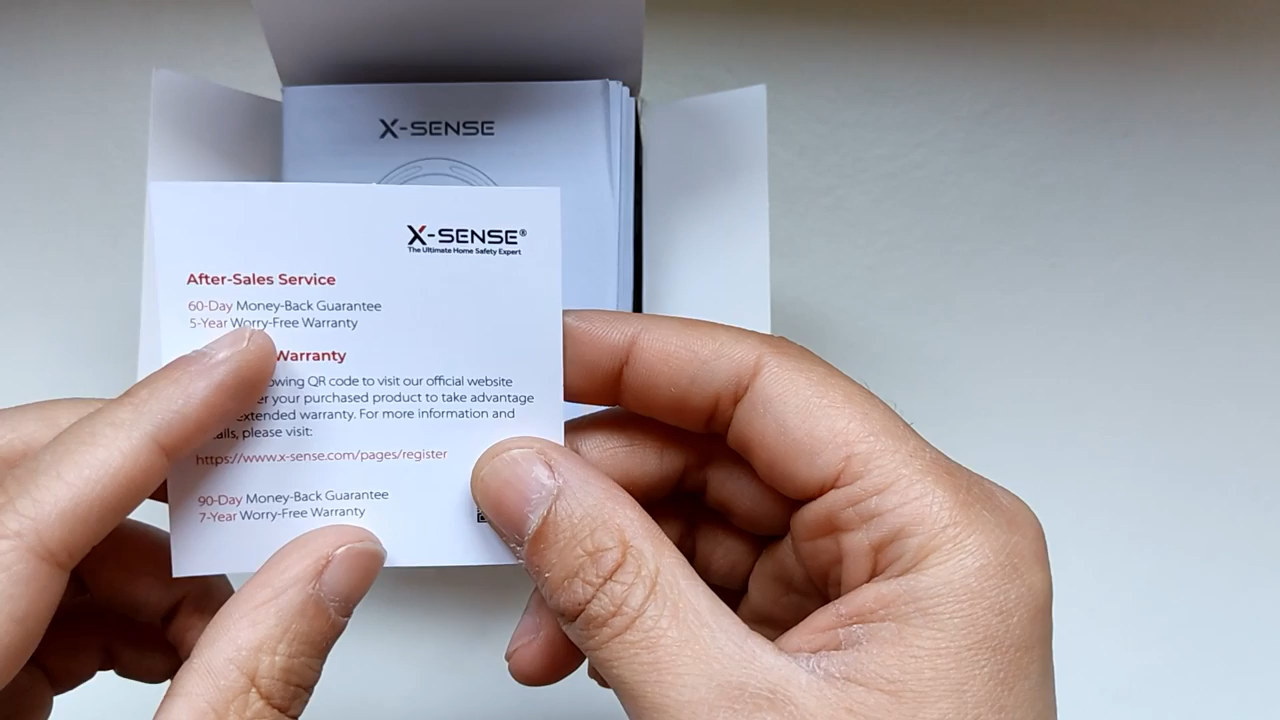 X-SENSE
X-SENSE®
The Ultimate Home Safety Expert
After-Sales Service
60-Day Money-Back Guarantee
5-Year Worry-Free Warranty
Warranty
QR code to visit our official website
your purchased product to take advantage
extended warranty. For more information and
please visit:
https://www.x-sense.com/pages/register
90-Day Money-Back Guarantee
7-Year Worry-Free Warranty